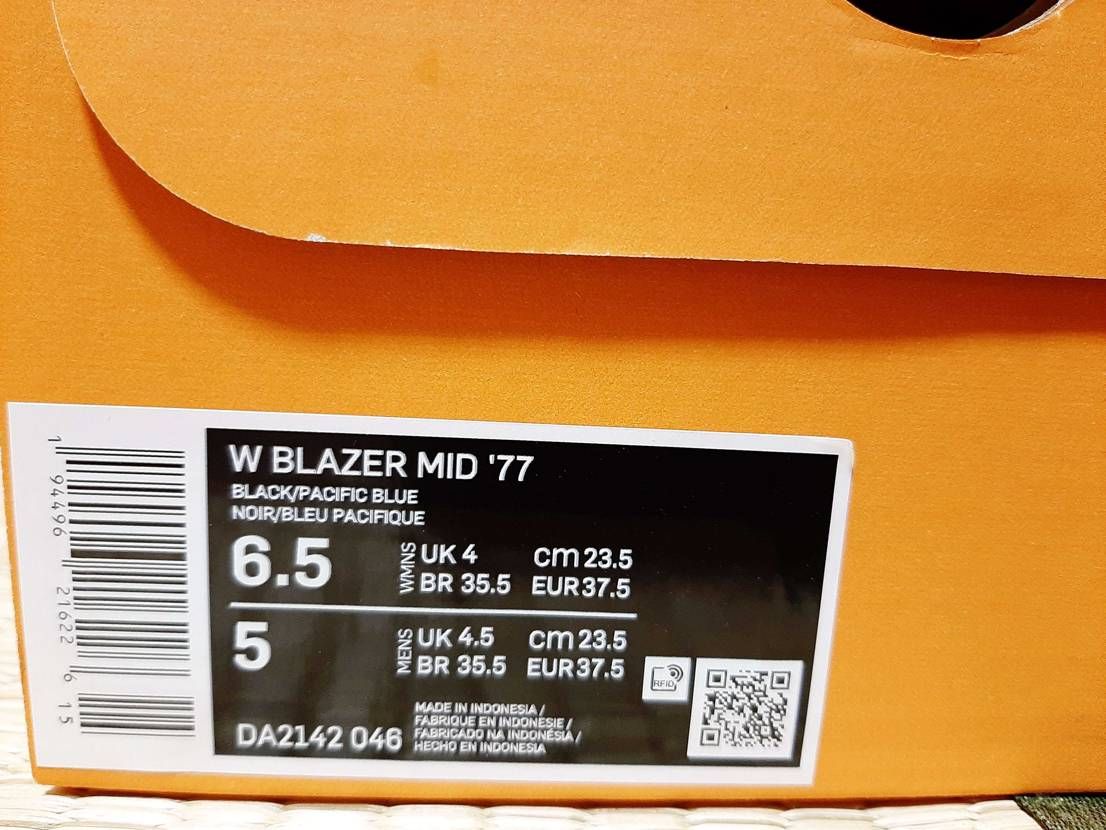 W BLAZER MID '77
BLACK/PACIFIC BLUE
NOIR/BLEU PACIFIQUE
6.5 WMNS UK 4 cm 23.5
BR 35.5 EUR 37.5
5 MENS UK 4.5 cm 23.5
BR 35.5 EUR 37.5
RFID
DA2142 046
MADE IN INDONESIA /
FABRIQUE EN INDONESIE /
FABRICADO NA INDONÉSIA /
HECHO EN INDONESIA
1 94496 21622 6 15